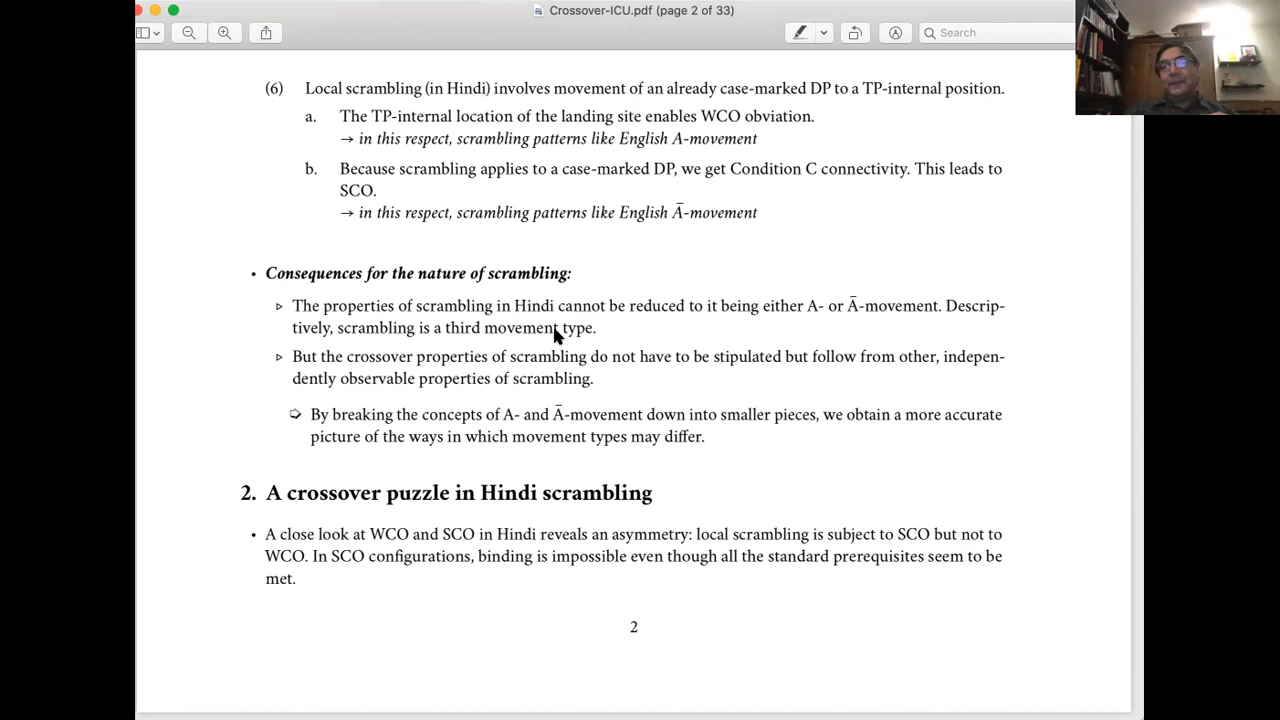 Crossover-ICU.pdf (page 2 of 33)
Search
(6) Local scrambling (in Hindi) involves movement of an already case-marked DP to a TP-internal position.
a. The TP-internal location of the landing site enables WCO obviation.
→ in this respect, scrambling patterns like English A-movement
b. Because scrambling applies to a case-marked DP, we get Condition C connectivity. This leads to
SCO.
→ in this respect, scrambling patterns like English Ā-movement
• Consequences for the nature of scrambling:
▹ The properties of scrambling in Hindi cannot be reduced to it being either A- or Ā-movement. Descrip-
tively, scrambling is a third movement type.
▹ But the crossover properties of scrambling do not have to be stipulated but follow from other, indepen-
dently observable properties of scrambling.
➩ By breaking the concepts of A- and Ā-movement down into smaller pieces, we obtain a more accurate
picture of the ways in which movement types may differ.
2. A crossover puzzle in Hindi scrambling
• A close look at WCO and SCO in Hindi reveals an asymmetry: local scrambling is subject to SCO but not to
WCO. In SCO configurations, binding is impossible even though all the standard prerequisites seem to be
met.
2